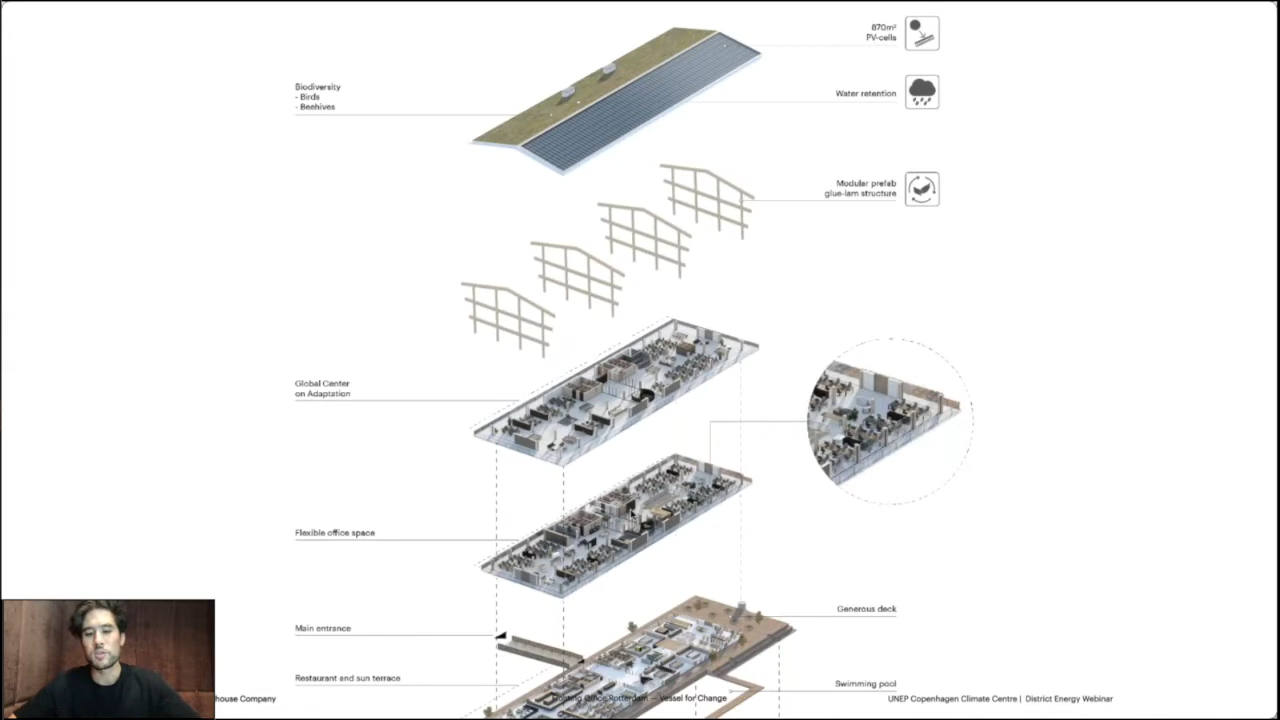 870m²
PV-cells
Biodiversity
- Birds
- Beehives
Water retention
Modular prefab
glue-lam structure
Global Center
on Adaptation
Flexible office space
Main entrance
Generous deck
Restaurant and sun terrace
Swimming pool
house Company
Office Rotterdam — Vessel for Change
UNEP Copenhagen Climate Centre | District Energy Webinar